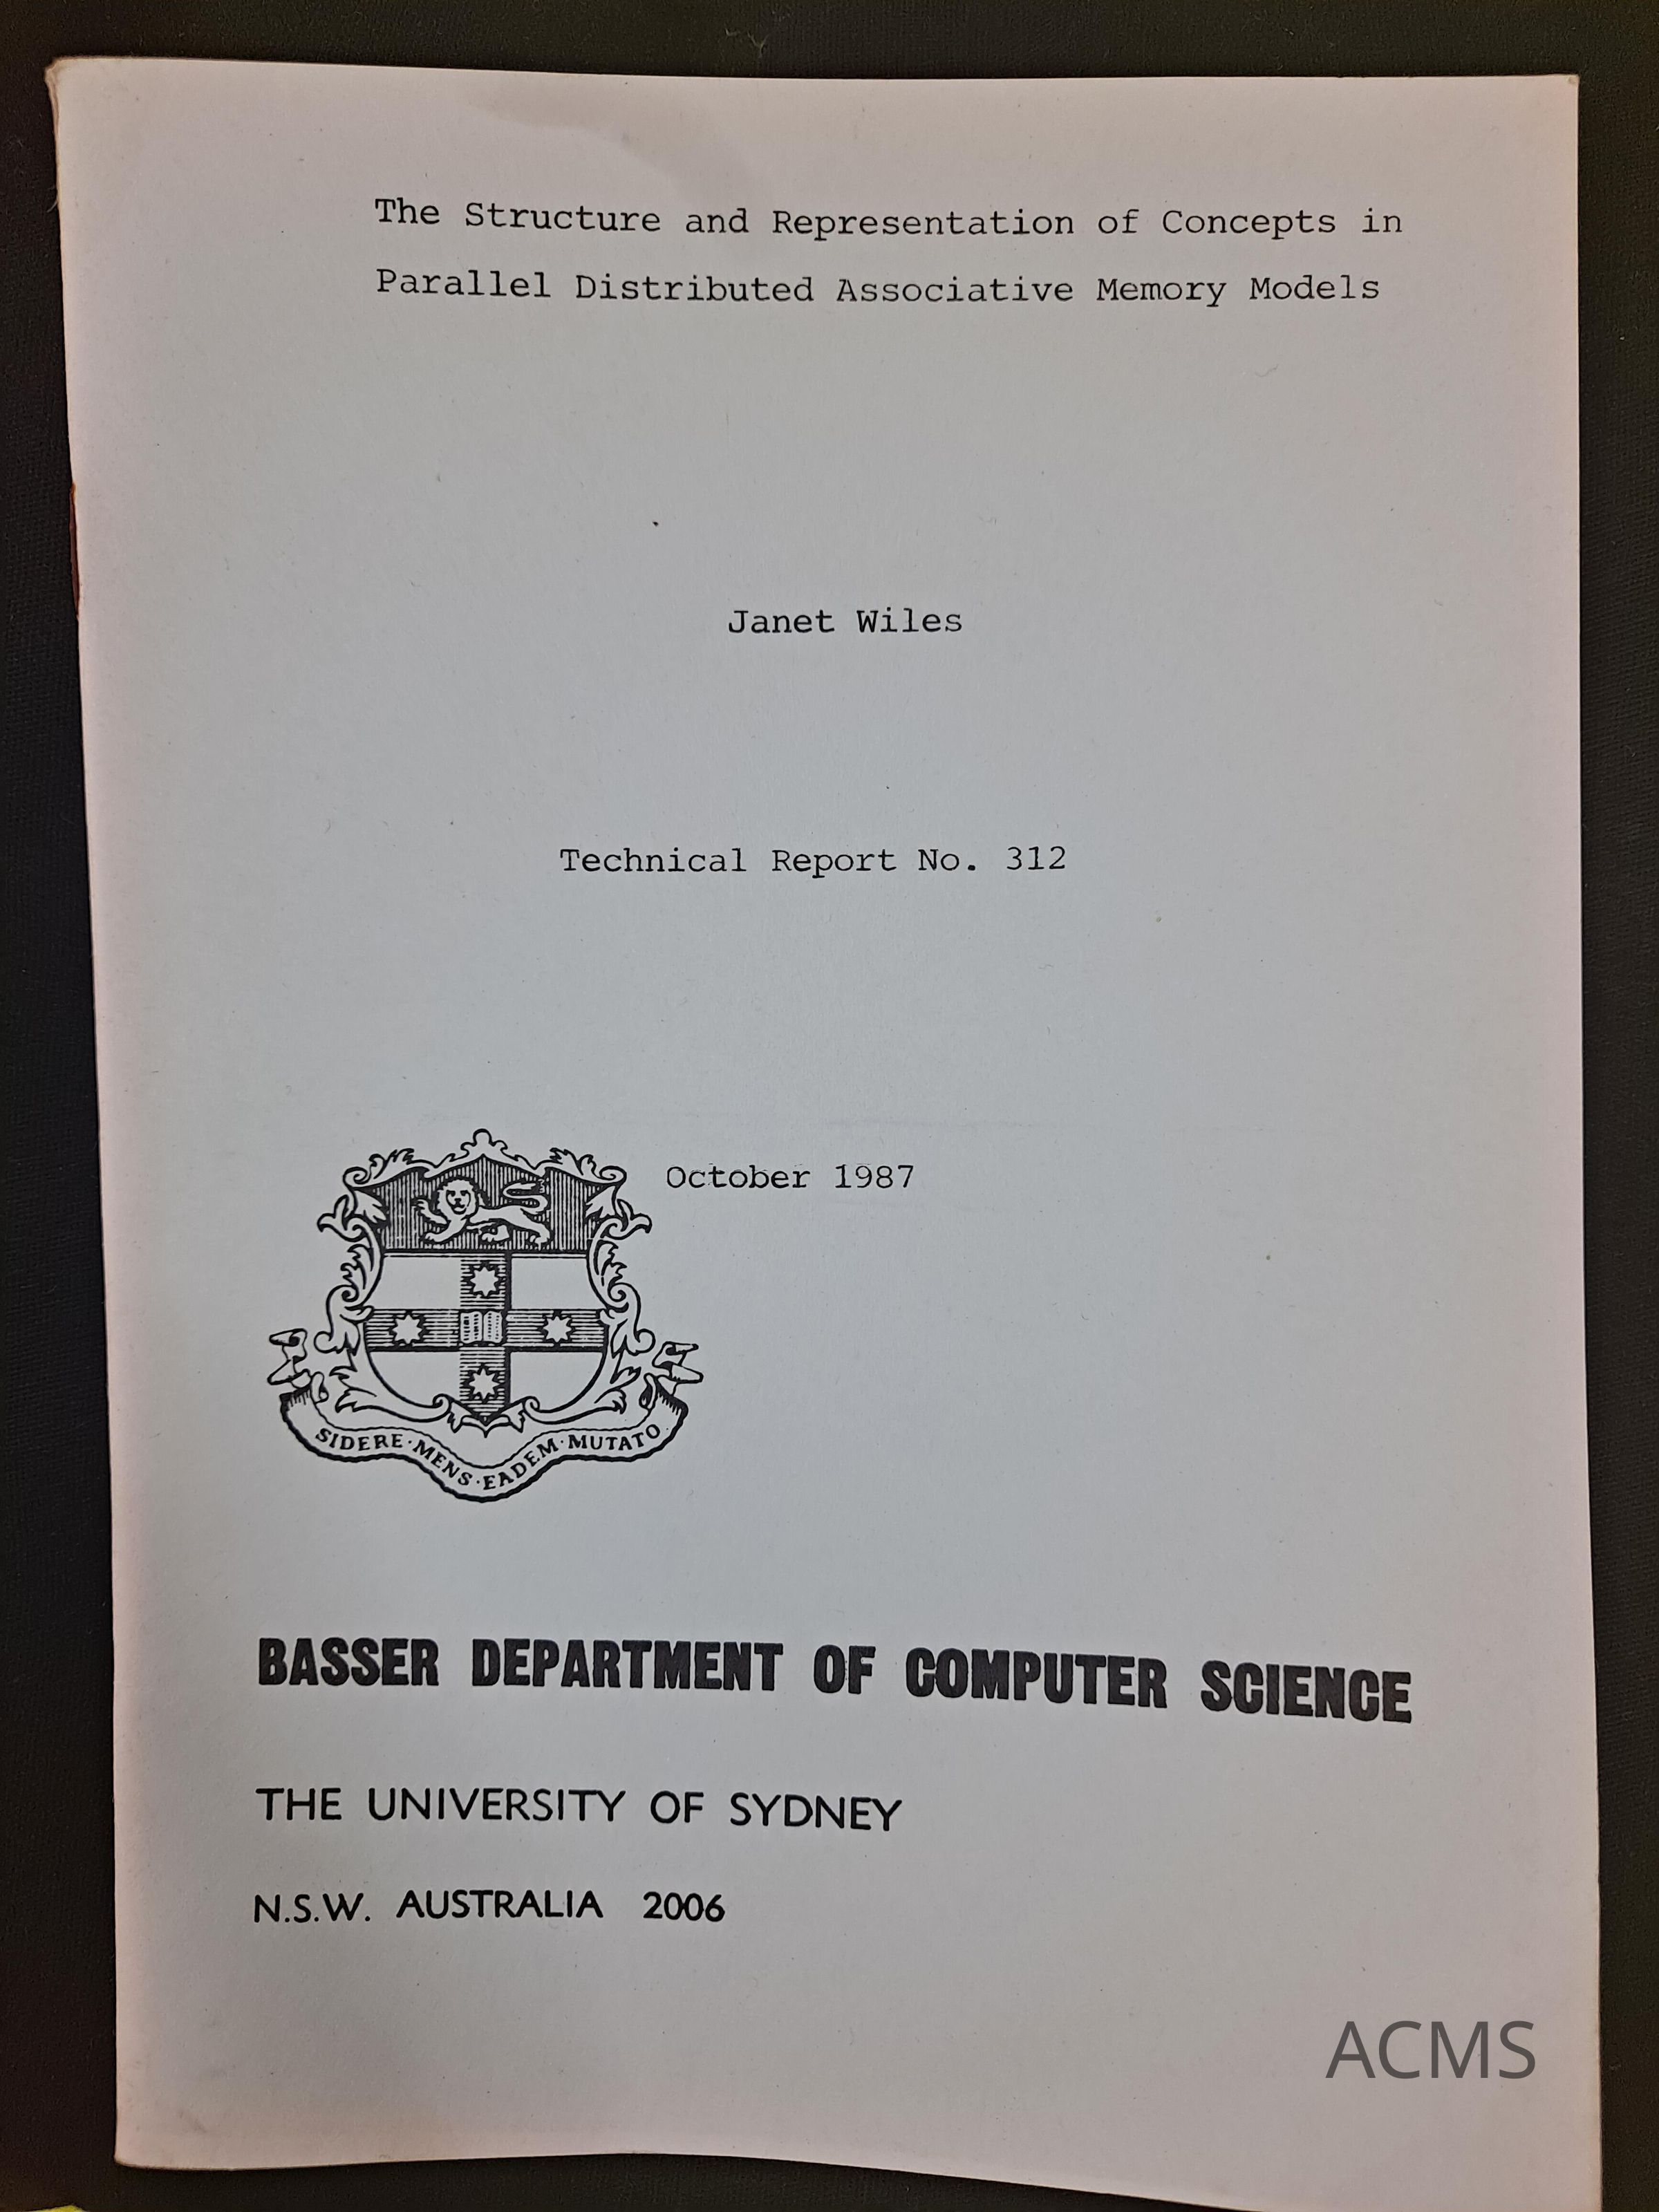 The Structure and Representation of Concepts in
Parallel Distributed Associative Memory Models
Janet Wiles
Technical Report No. 312
October 1987
SIDERE·MENS·EADEM·MUTATO
BASSER DEPARTMENT OF COMPUTER SCIENCE
THE UNIVERSITY OF SYDNEY
N.S.W. AUSTRALIA 2006
ACMS